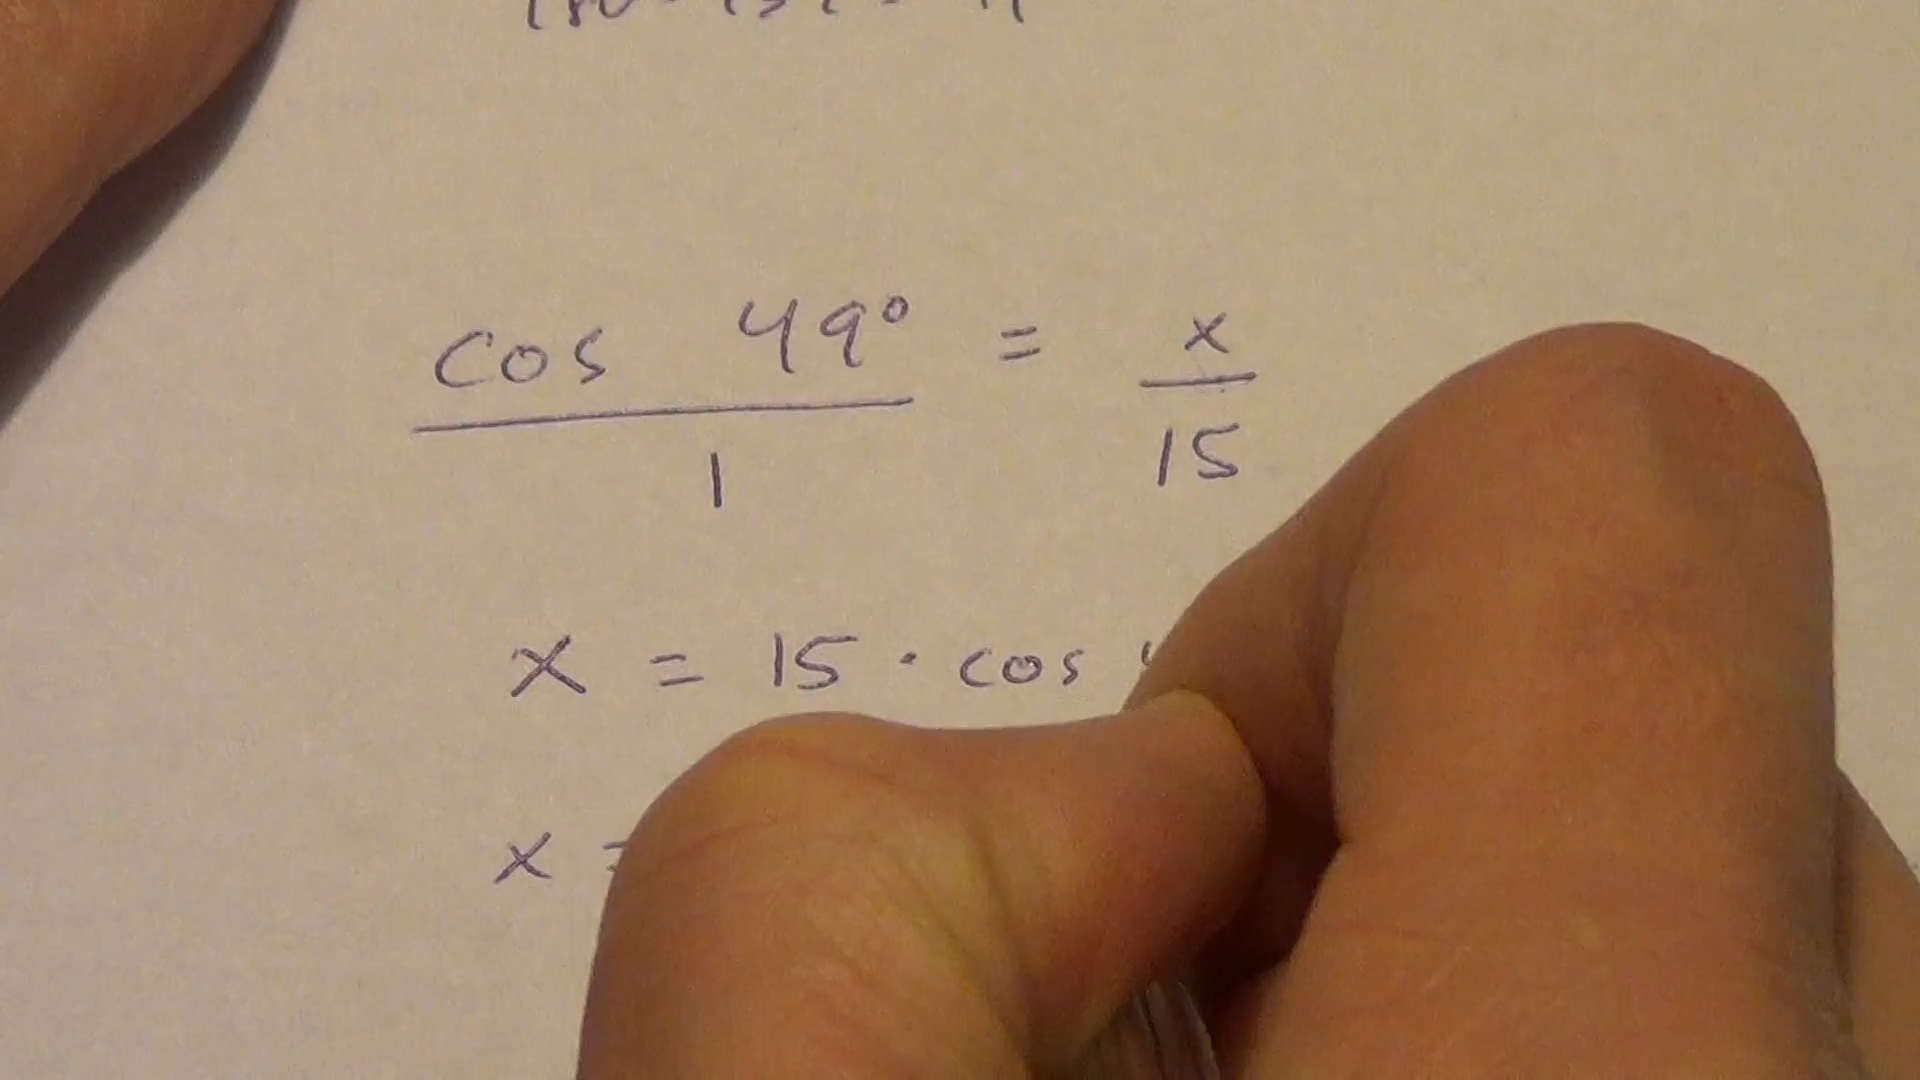 cos 49° = x
1 15
x = 15 · cos
x =